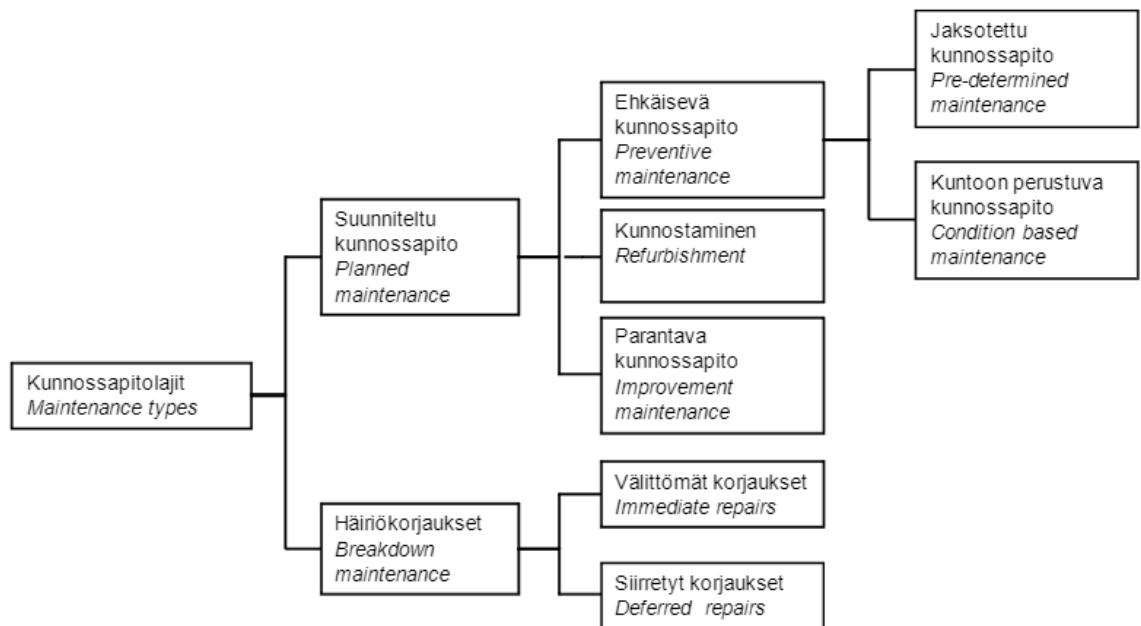 Kunnossapitolajit
Maintenance types
Suunniteltu
kunnossapito
Planned
maintenance
Ehkäisevä
kunnossapito
Preventive
maintenance
Jaksotettu
kunnossapito
Pre-determined
maintenance
Kuntoon perustuva
kunnossapito
Condition based
maintenance
Kunnostaminen
Refurbishment
Parantava
kunnossapito
Improvement
maintenance
Häiriökorjaukset
Breakdown
maintenance
Välittömät korjaukset
Immediate repairs
Siirretyt korjaukset
Deferred repairs